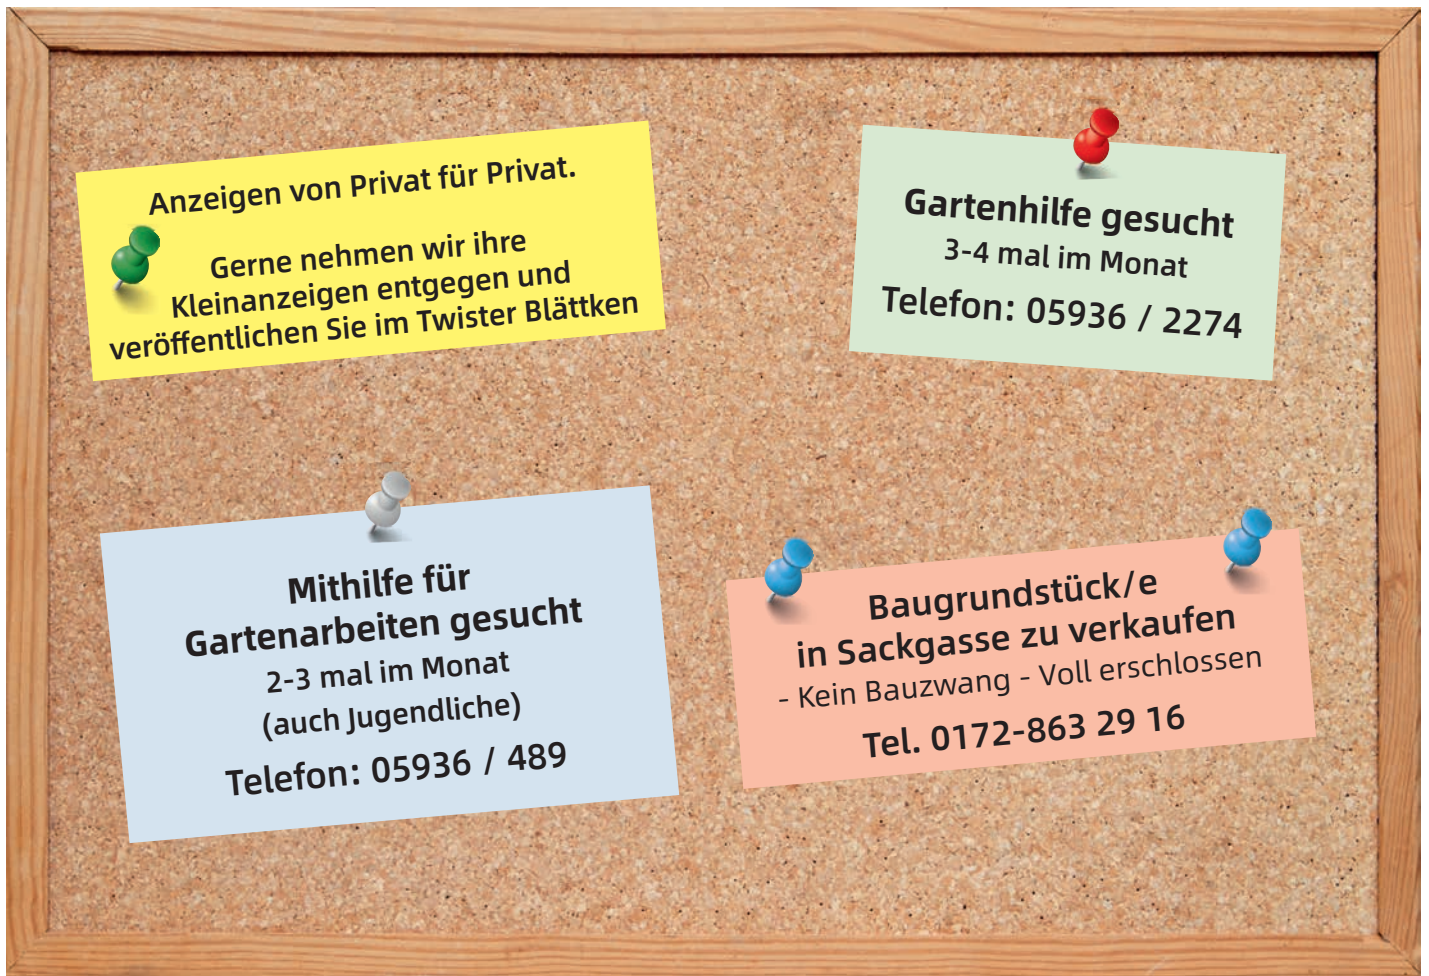 Anzeigen von Privat für Privat.
Gerne nehmen wir ihre
Kleinanzeigen entgegen und
veröffentlichen Sie im Twister Blättken
Gartenhilfe gesucht
3-4 mal im Monat
Telefon: 05936 / 2274
Mithilfe für
Gartenarbeiten gesucht
2-3 mal im Monat
(auch Jugendliche)
Telefon: 05936 / 489
Baugrundstück/e
in Sackgasse zu verkaufen
- Kein Bauzwang - Voll erschlossen
Tel. 0172-863 29 16